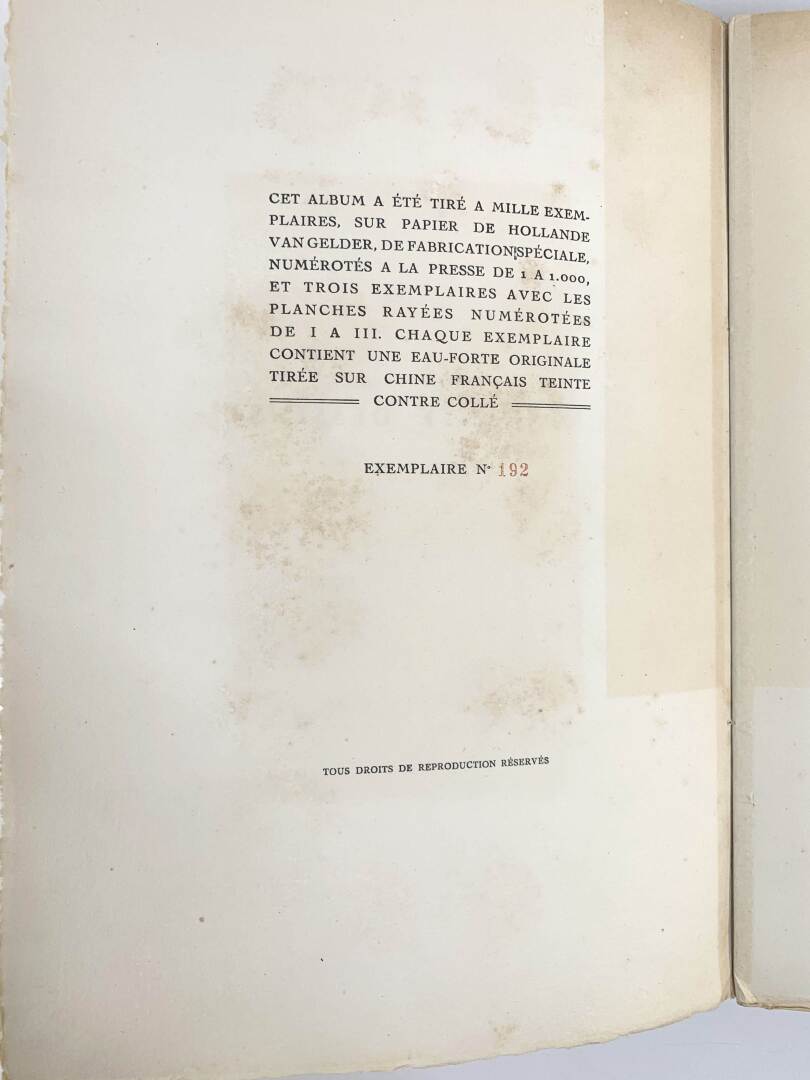 CET ALBUM A ÉTÉ TIRÉ A MILLE EXEM-
PLAIRES, SUR PAPIER DE HOLLANDE
VAN GELDER, DE FABRICATION SPÉCIALE,
NUMÉROTÉS A LA PRESSE DE 1 A 1.000,
ET TROIS EXEMPLAIRES AVEC LES
PLANCHES RAYÉES NUMÉROTÉES
DE I A III. CHAQUE EXEMPLAIRE
CONTIENT UNE EAU-FORTE ORIGINALE
TIRÉE SUR CHINE FRANÇAIS TEINTE
CONTRE COLLÉ
EXEMPLAIRE N° 192
TOUS DROITS DE REPRODUCTION RÉSERVÉS